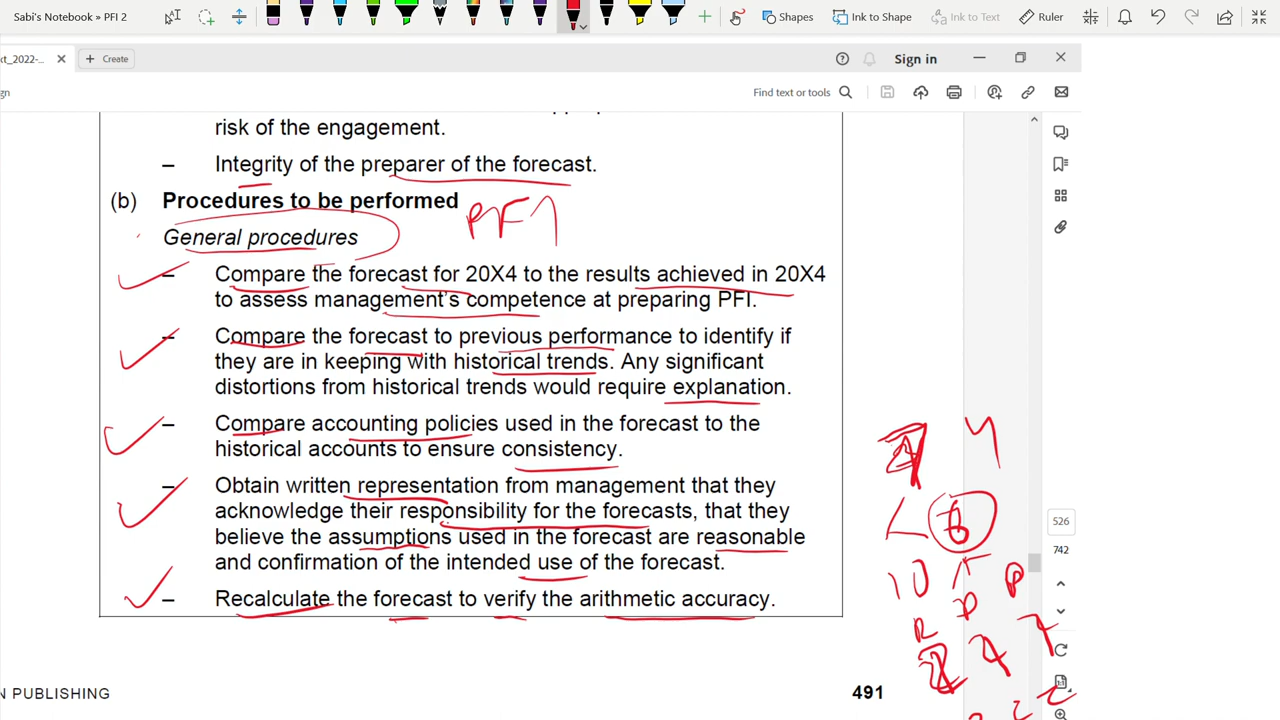 Sabi's Notebook » PFI 2
Shapes
Ink to Shape
Ink to Text
Ruler
xt_2022-...
Create
Sign in
gn
Find text or tools
risk of the engagement.
– Integrity of the preparer of the forecast.
(b) Procedures to be performed
PFI
General procedures
– Compare the forecast for 20X4 to the results achieved in 20X4
to assess management's competence at preparing PFI.
– Compare the forecast to previous performance to identify if
they are in keeping with historical trends. Any significant
distortions from historical trends would require explanation.
– Compare accounting policies used in the forecast to the
historical accounts to ensure consistency.
– Obtain written representation from management that they
acknowledge their responsibility for the forecasts, that they
believe the assumptions used in the forecast are reasonable
and confirmation of the intended use of the forecast.
– Recalculate the forecast to verify the arithmetic accuracy.
526
742
10
P
P
R
N PUBLISHING
491